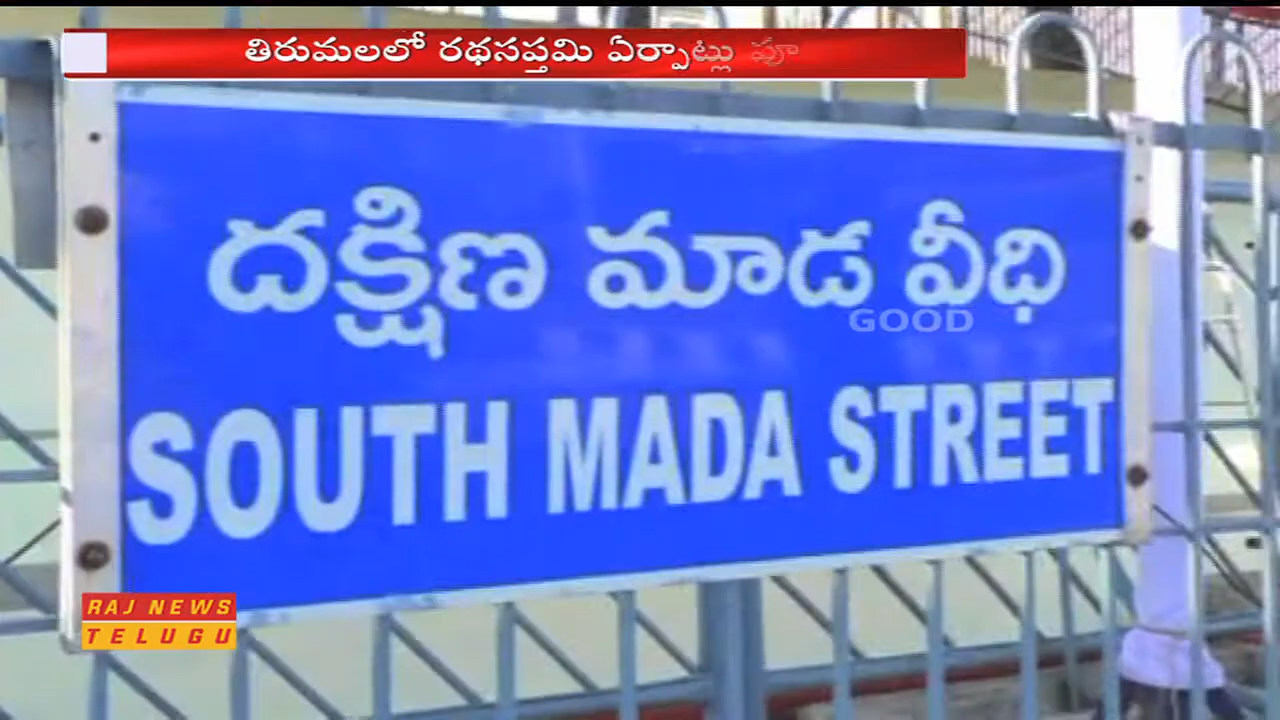 తిరుమలలో రథసప్తమి ఏర్పాట్లు పూ
దక్షిణ మాడ వీధి
GOOD
SOUTH MADA STREET
RAJ NEWS
TELUGU